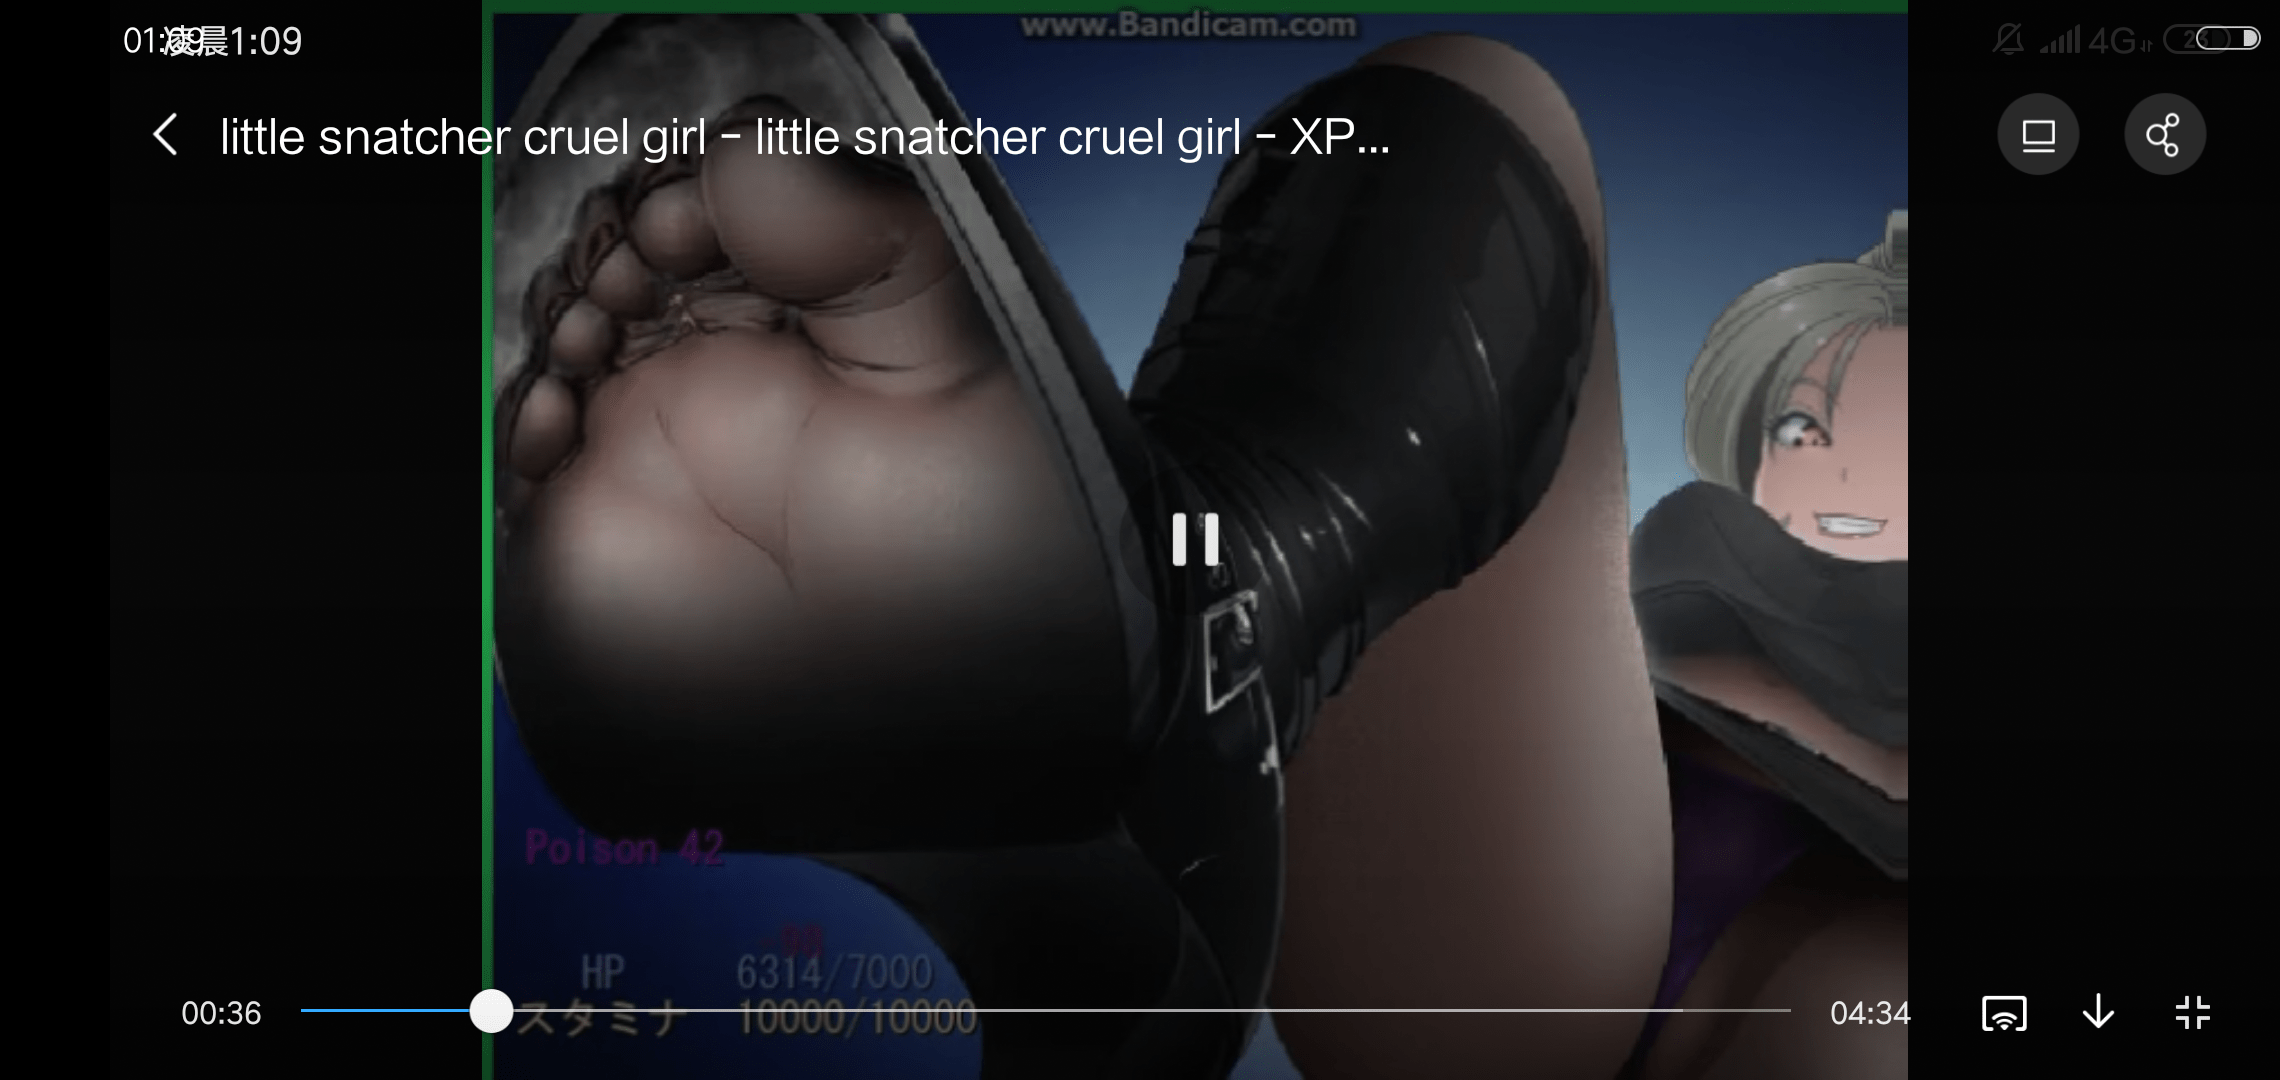 www.Bandicam.com
凌晨1:09
4G
little snatcher cruel girl - little snatcher cruel girl - XP...
Poison 42
HP 6314/7000
スタミナ 10000/10000
00:36
04:34